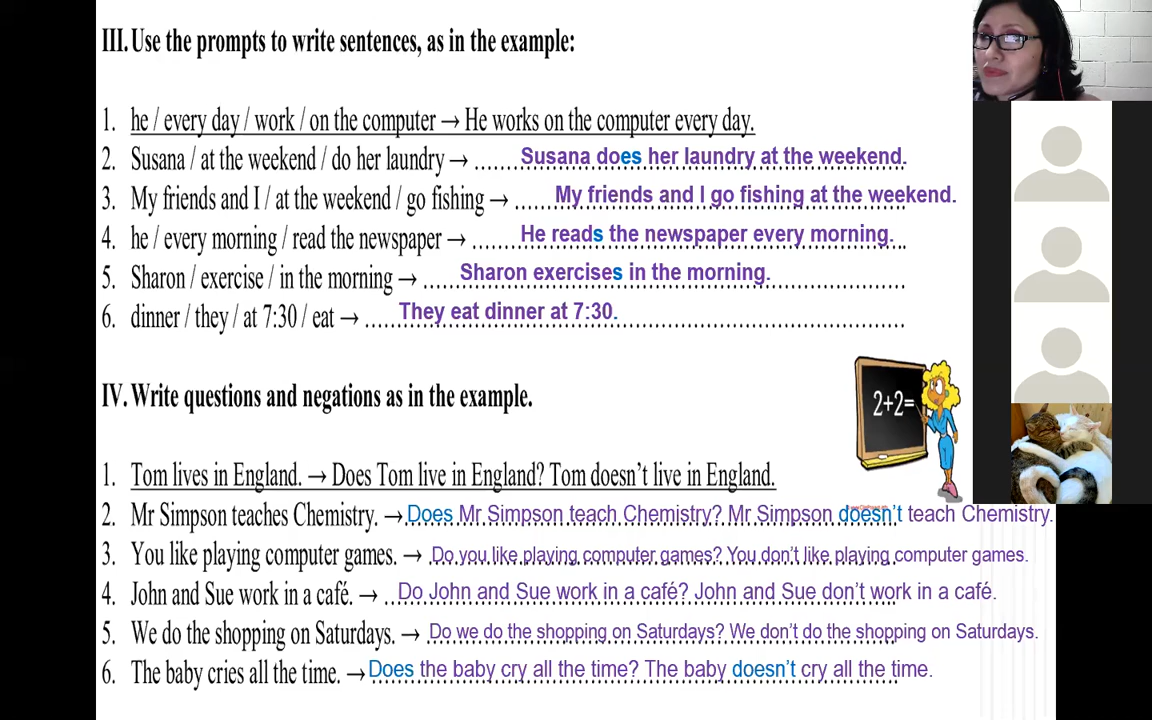 III. Use the prompts to write sentences, as in the example:
1. he / every day / work / on the computer → He works on the computer every day.
2. Susana / at the weekend / do her laundry → ....... Susana does her laundry at the weekend.
3. My friends and I / at the weekend / go fishing → ...... My friends and I go fishing at the weekend.
4. he / every morning / read the newspaper → ....... He reads the newspaper every morning.
5. Sharon / exercise / in the morning → ...... Sharon exercises in the morning.
6. dinner / they / at 7:30 / eat → ...... They eat dinner at 7:30.
2+2=
IV. Write questions and negations as in the example.
1. Tom lives in England. → Does Tom live in England? Tom doesn't live in England.
2. Mr Simpson teaches Chemistry. → Does Mr Simpson teach Chemistry? Mr Simpson doesn't teach Chemistry.
3. You like playing computer games. → Do you like playing computer games? You don't like playing computer games.
4. John and Sue work in a café. → Do John and Sue work in a café? John and Sue don't work in a café.
5. We do the shopping on Saturdays. → Do we do the shopping on Saturdays? We don't do the shopping on Saturdays.
6. The baby cries all the time. → Does the baby cry all the time? The baby doesn't cry all the time.